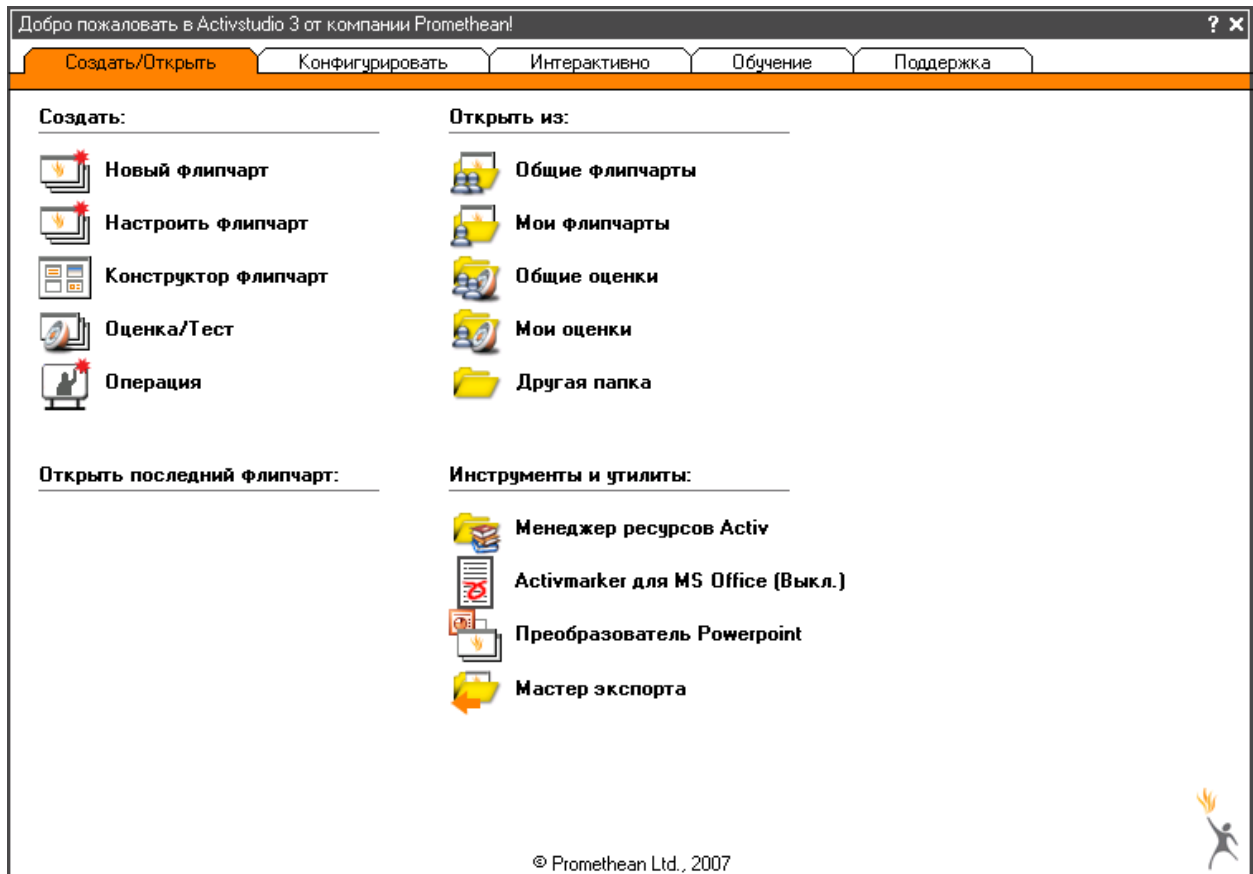 Добро пожаловать в Activstudio 3 от компании Promethean!
? X
Создать/Открыть
Конфигурировать
Интерактивно
Обучение
Поддержка
Создать:
Новый флипчарт
Настроить флипчарт
Конструктор флипчарт
Оценка/Тест
Операция
Открыть из:
Общие флипчарты
Мои флипчарты
Общие оценки
Мои оценки
Другая папка
Открыть последний флипчарт:
Инструменты и утилиты:
Менеджер ресурсов Activ
Activmarker для MS Office (Выкл.)
Преобразователь Powerpoint
Мастер экспорта
© Promethean Ltd., 2007